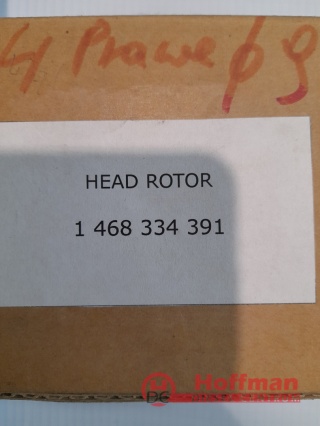 4 Prawe φ 9
HEAD ROTOR
1 468 334 391
Hoffman